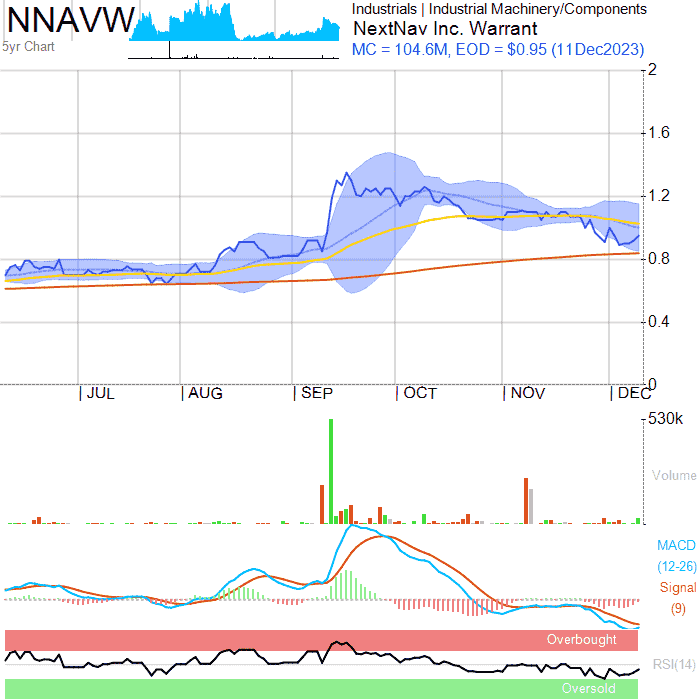 NNAVW
5yr Chart
Industrials | Industrial Machinery/Components
NextNav Inc. Warrant
MC = 104.6M, EOD = $0.95 (11Dec2023)
2
1.6
1.2
0.8
0.4
0
JUL AUG SEP OCT NOV DEC
530k
Volume
MACD
(12-26)
Signal
(9)
Overbought
RSI(14)
Oversold